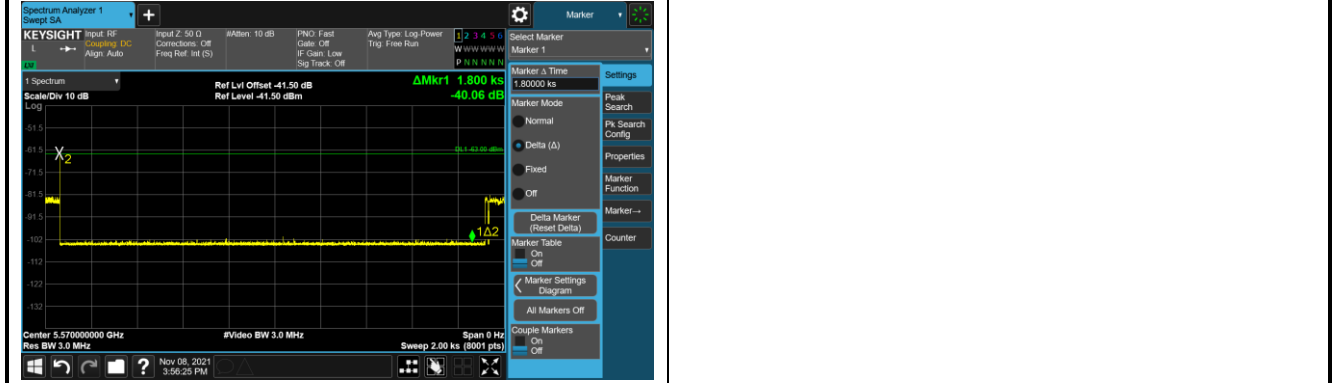 Spectrum Analyzer 1
Swept SA
+
Marker
KEYSIGHT
L
Input: RF
Coupling: DC
Align: Auto
Input Z: 50 Ω
Corrections: Off
Freq Ref: Int (S)
#Atten: 10 dB
PNO: Fast
Gate: Off
IF Gain: Low
Sig Track: Off
Avg Type: Log-Power
Trig: Free Run
1 2 3 4 5 6
W W W W W W
P N N N N N
Select Marker
Marker 1
1 Spectrum
Scale/Div 10 dB
Log
Ref Lvl Offset -41.50 dB
Ref Level -41.50 dBm
ΔMkr1 1.800 ks
-40.06 dB
-51.5
-61.5
-71.5
-81.5
-91.5
-102
-112
-122
-132
DL1 -63.00 dBm
X2
1Δ2
Center 5.570000000 GHz
Res BW 3.0 MHz
#Video BW 3.0 MHz
Span 0 Hz
Sweep 2.00 ks (8001 pts)
Marker Δ Time
1.80000 ks
Marker Mode
Normal
Delta (Δ)
Fixed
Off
Delta Marker
(Reset Delta)
Marker Table
On
Off
Marker Settings
Diagram
All Markers Off
Couple Markers
On
Off
Settings
Peak
Search
Pk Search
Config
Properties
Marker
Function
Marker→
Counter
?
Nov 08, 2021
3:56:25 PM